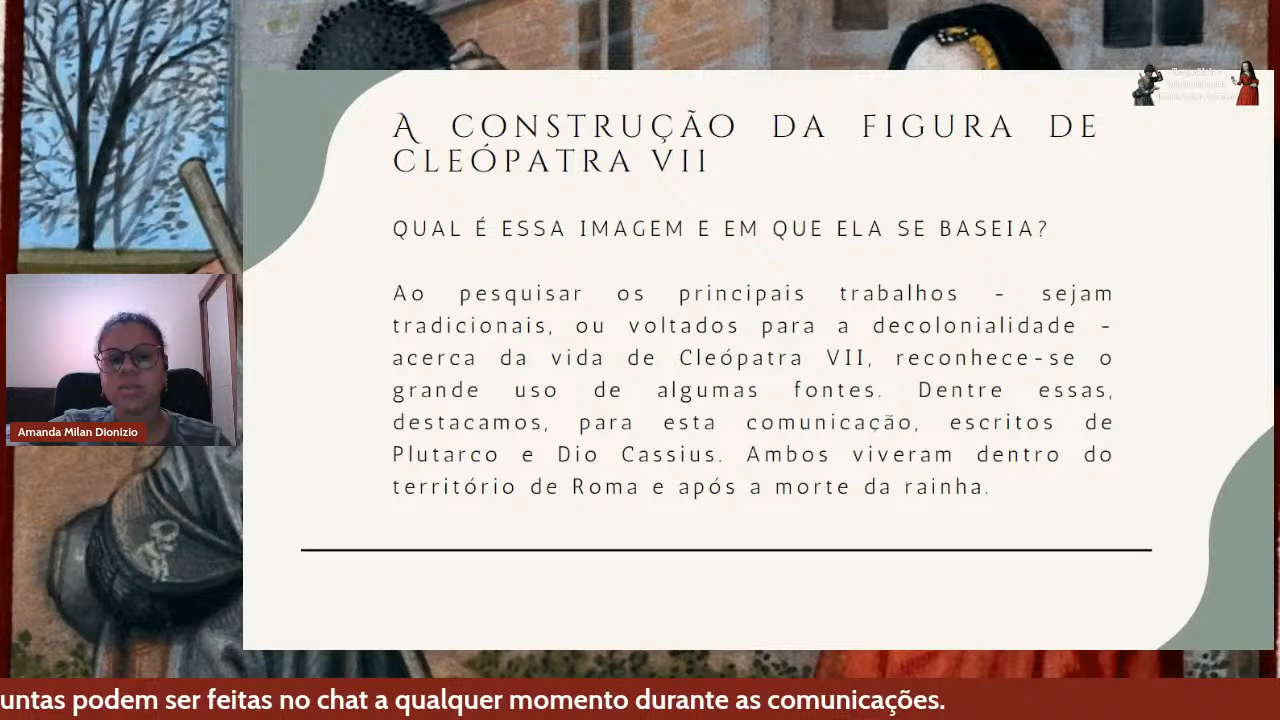 A CONSTRUÇÃO DA FIGURA DE
CLEÓPATRA VII
QUAL É ESSA IMAGEM E EM QUE ELA SE BASEIA?
Ao pesquisar os principais trabalhos - sejam
tradicionais, ou voltados para a decolonialidade -
acerca da vida de Cleópatra VII, reconhece-se o
grande uso de algumas fontes. Dentre essas,
destacamos, para esta comunicação, escritos de
Plutarco e Dio Cassius. Ambos viveram dentro do
território de Roma e após a morte da rainha.
Amanda Milan Dionizio
untas podem ser feitas no chat a qualquer momento durante as comunicações.